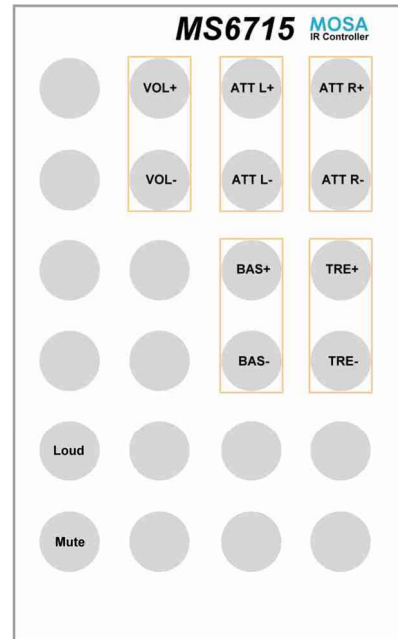 MS6715 MOSA
IR Controller
VOL+ ATT L+ ATT R+
VOL- ATT L- ATT R-
BAS+ TRE+
BAS- TRE-
Loud
Mute